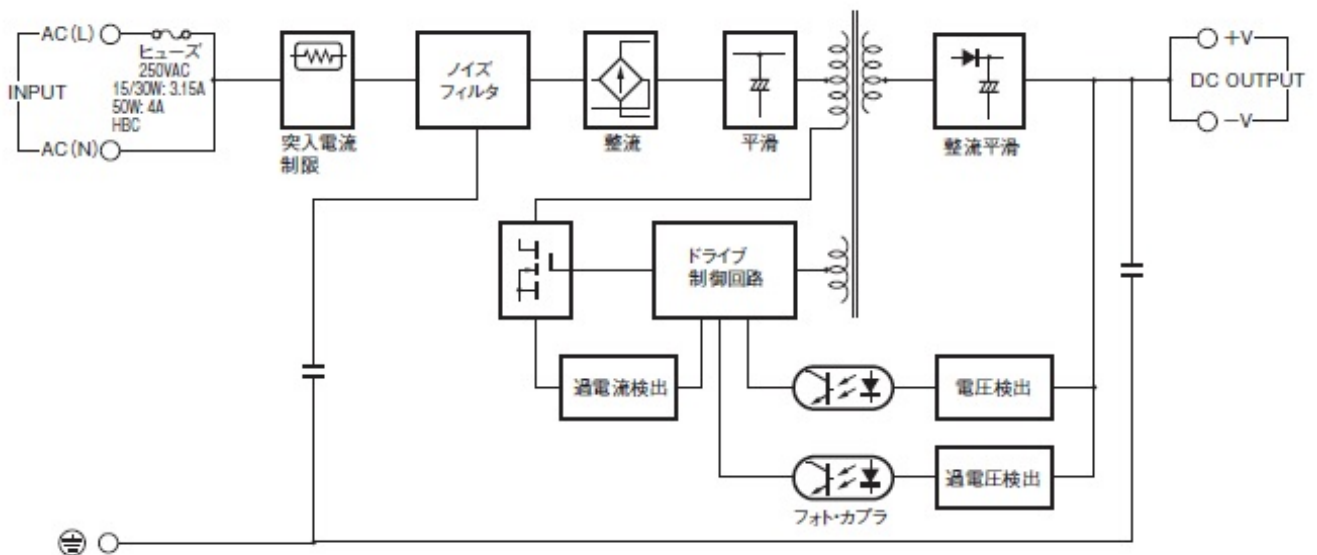 AC(L)
ヒューズ
250VAC
15/30W: 3.15A
50W: 4A
HBC
INPUT
AC(N)
突入電流
制限
ノイズ
フィルタ
整流
平滑
整流平滑
+V
DC OUTPUT
−V
ドライブ
制御回路
過電流検出
電圧検出
過電圧検出
フォト・カプラ